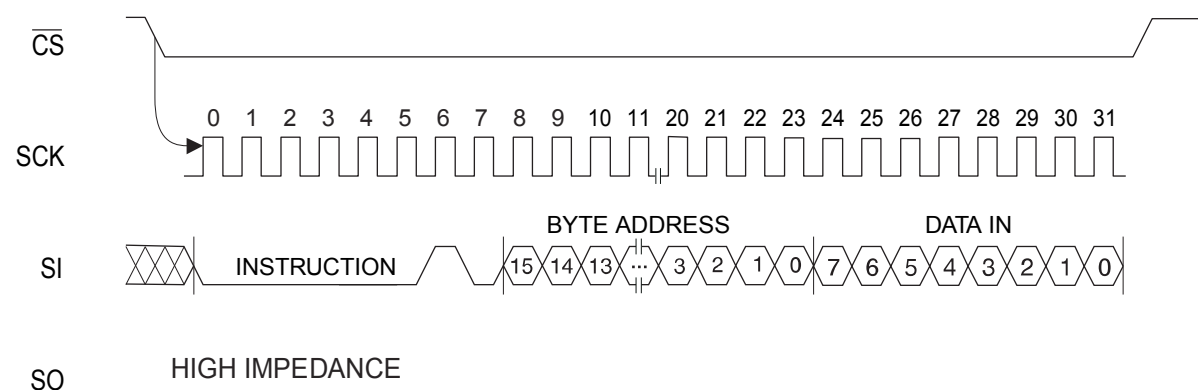 C̅S̅
0 1 2 3 4 5 6 7 8 9 10 11 20 21 22 23 24 25 26 27 28 29 30 31
SCK
BYTE ADDRESS DATA IN
SI INSTRUCTION 15 14 13 ... 3 2 1 0 7 6 5 4 3 2 1 0
HIGH IMPEDANCE
SO